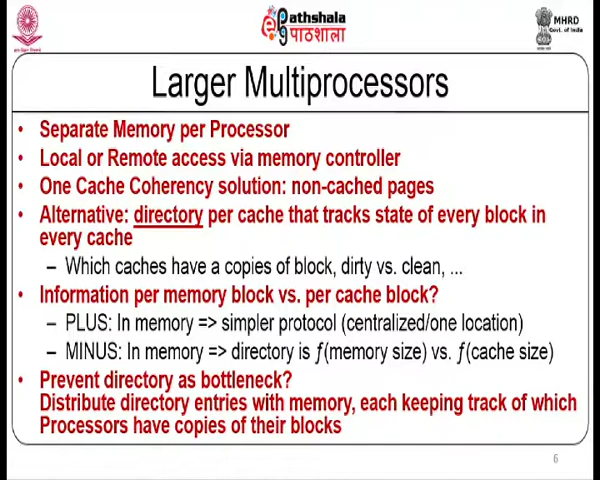 Pathshala
पाठशाला
MHRD
Govt. of India
Larger Multiprocessors
• Separate Memory per Processor
• Local or Remote access via memory controller
• One Cache Coherency solution: non-cached pages
• Alternative: directory per cache that tracks state of every block in
every cache
– Which caches have a copies of block, dirty vs. clean, ...
• Information per memory block vs. per cache block?
– PLUS: In memory => simpler protocol (centralized/one location)
– MINUS: In memory => directory is ƒ(memory size) vs. ƒ(cache size)
• Prevent directory as bottleneck?
Distribute directory entries with memory, each keeping track of which
Processors have copies of their blocks
6